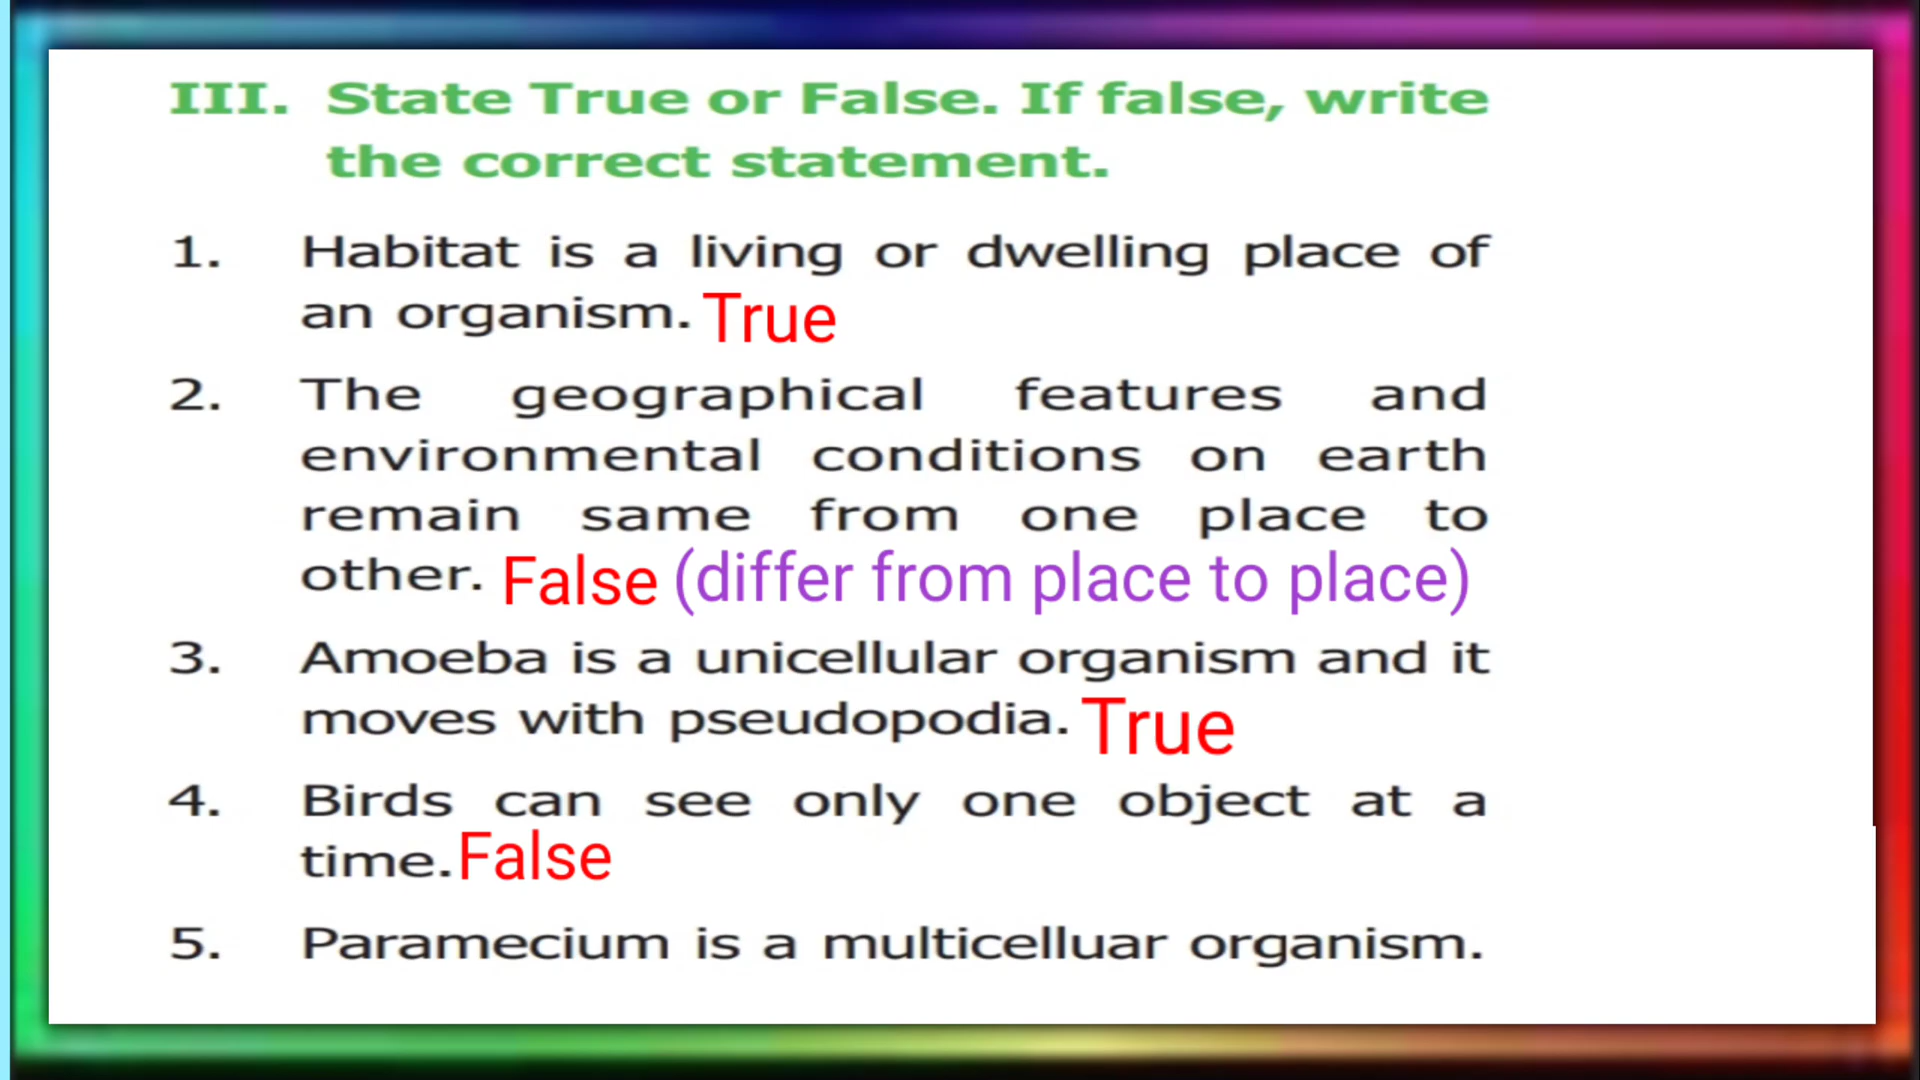 III. State True or False. If false, write
the correct statement.
1. Habitat is a living or dwelling place of
an organism. True
2. The geographical features and
environmental conditions on earth
remain same from one place to
other. False (differ from place to place)
3. Amoeba is a unicellular organism and it
moves with pseudopodia. True
4. Birds can see only one object at a
time. False
5. Paramecium is a multicelluar organism.